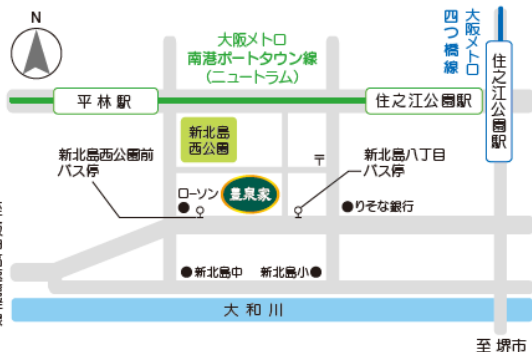 N
大阪メトロ
南港ポートタウン線
(ニュートラム)
大阪メトロ
四つ橋線
平林駅
住之江公園駅
住之江公園駅
新北島
西公園
新北島西公園前
バス停
〒
新北島八丁目
バス停
ローソン
豊泉家
りそな銀行
新北島中
新北島小
大和川
至 堺市